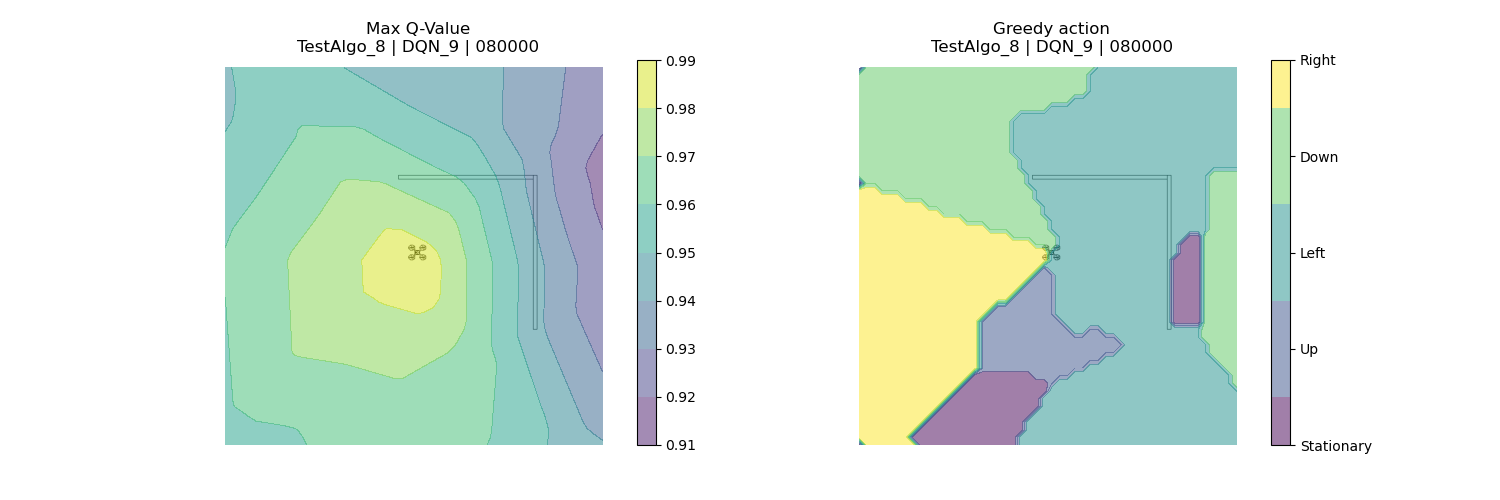 Max Q-Value
TestAlgo_8 | DQN_9 | 080000
0.99
0.98
0.97
0.96
0.95
0.94
0.93
0.92
0.91
Greedy action
TestAlgo_8 | DQN_9 | 080000
Right
Down
Left
Up
Stationary